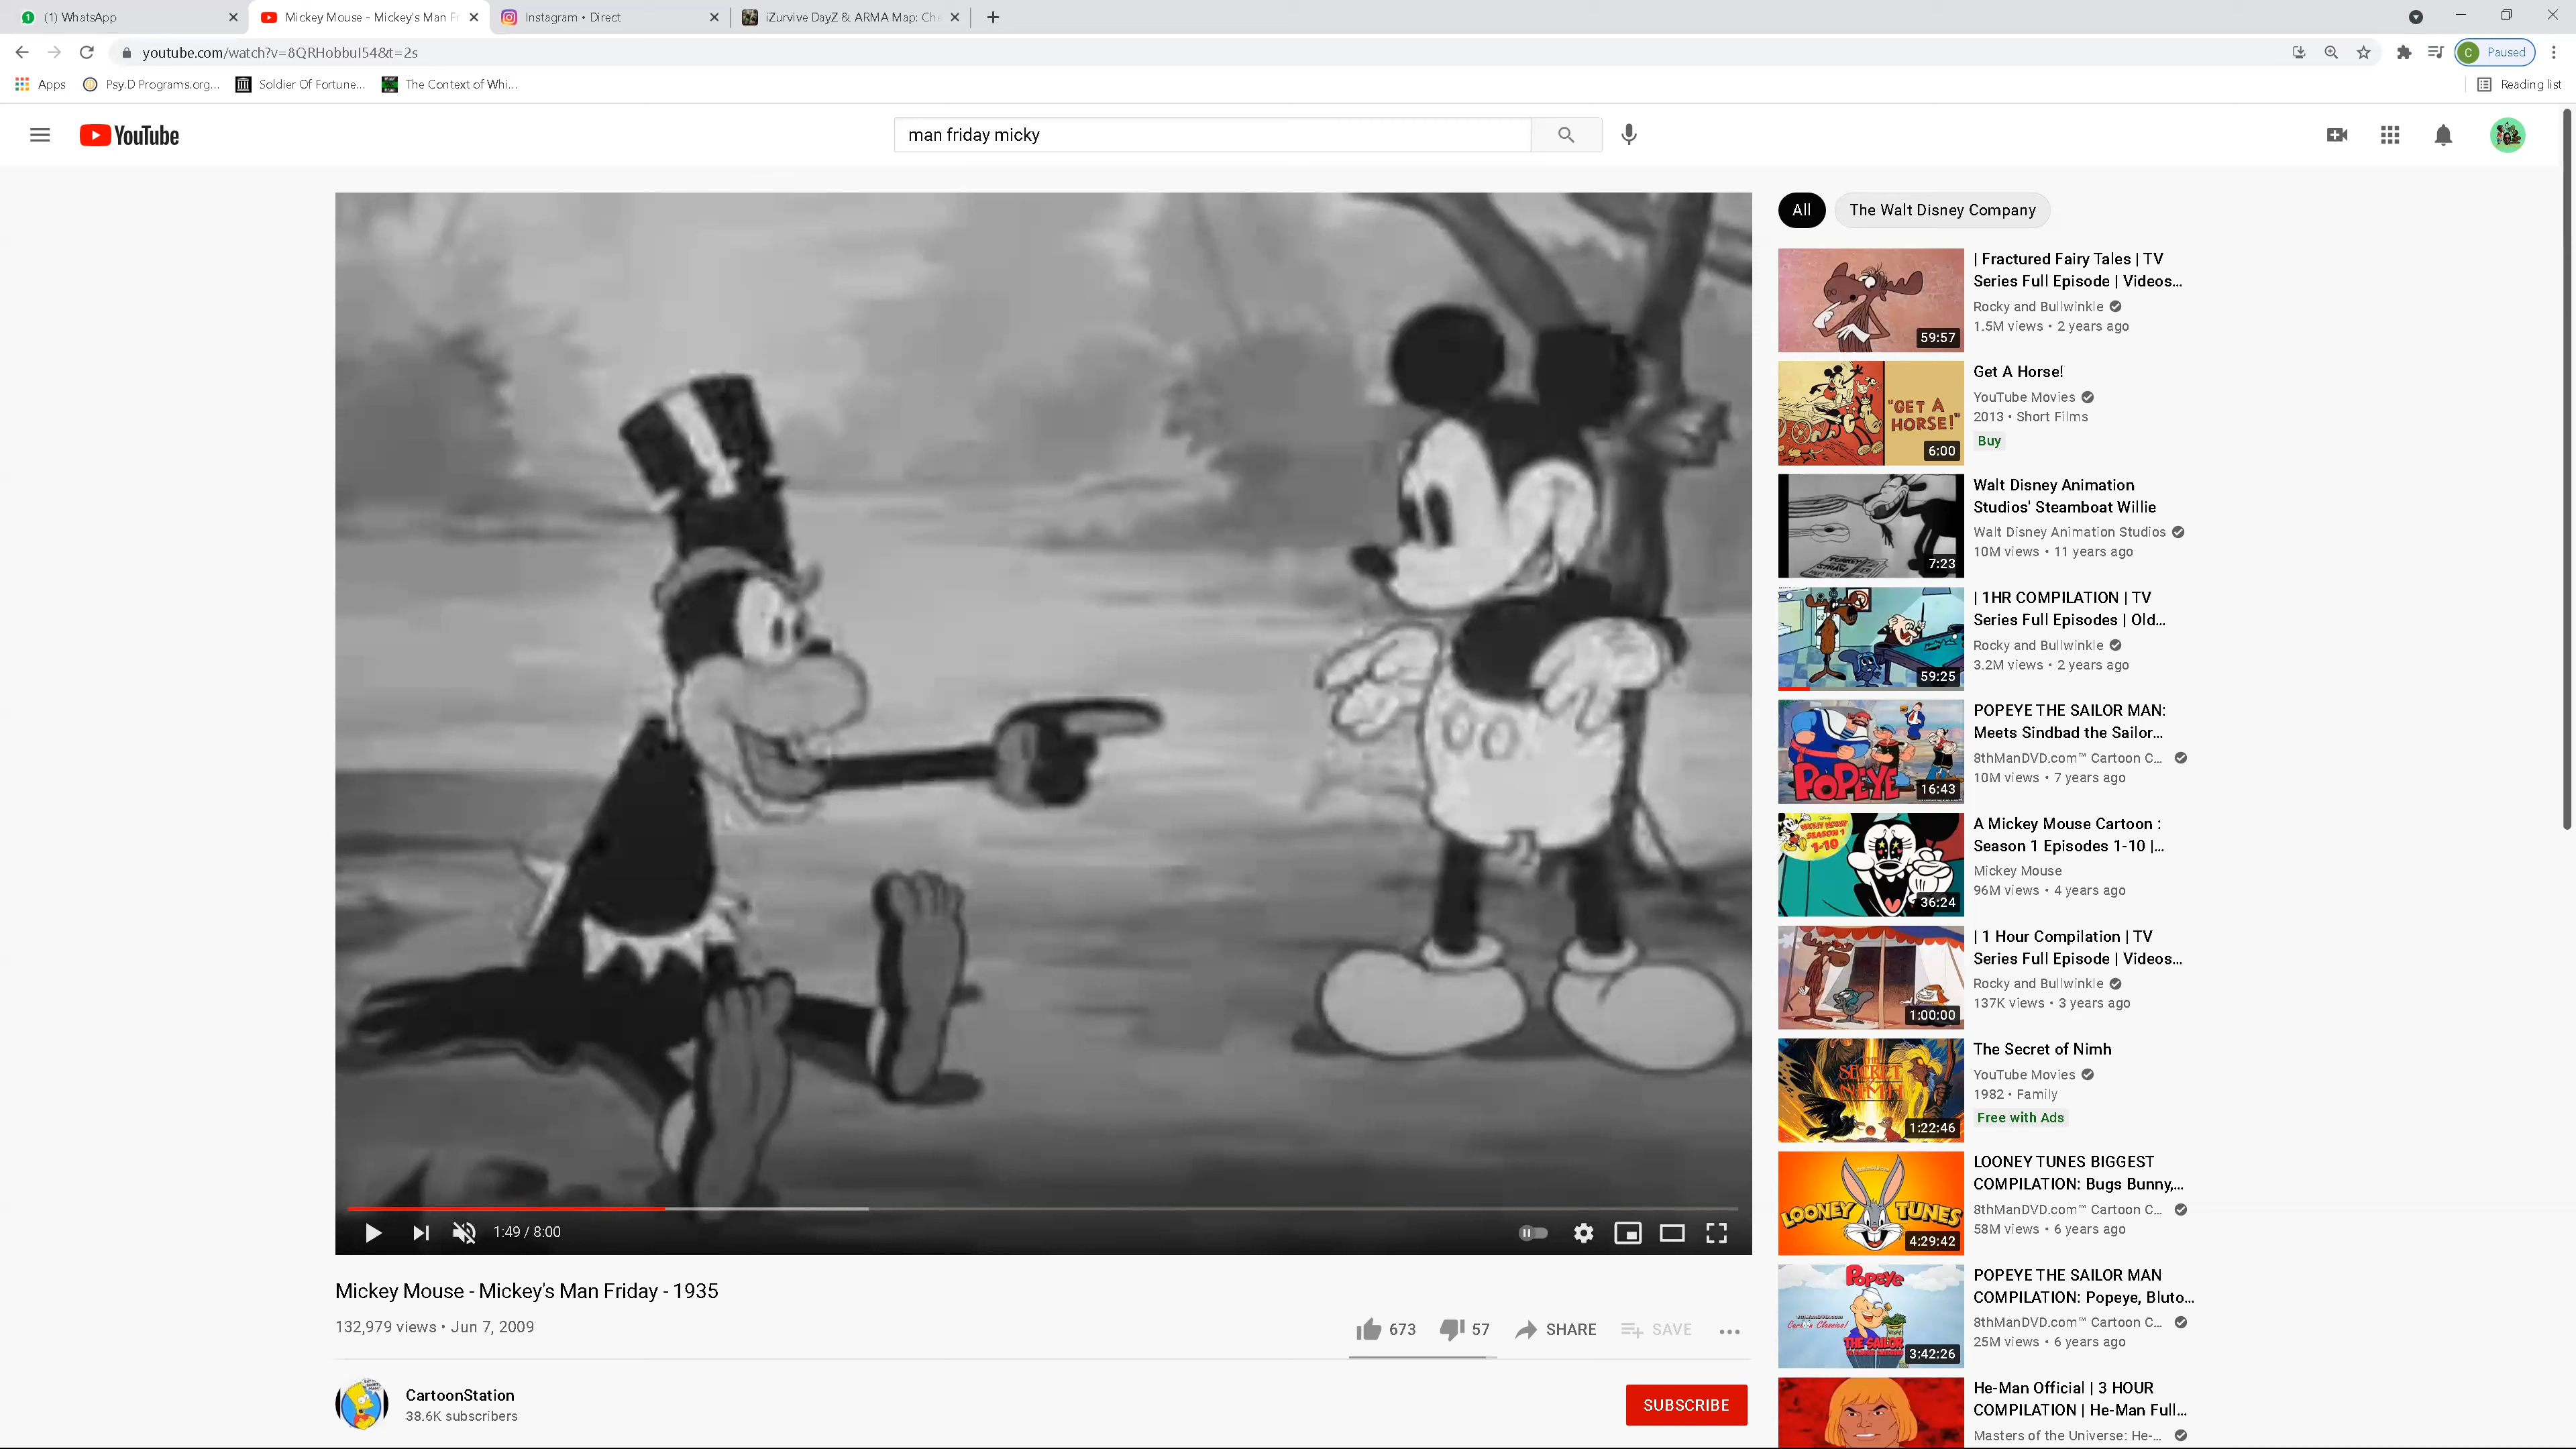 (1) WhatsApp
Mickey Mouse - Mickey's Man Fr
Instagram • Direct
iZurvive DayZ & ARMA Map: Che
youtube.com/watch?v=8QRHobbuI54&t=2s
C Paused
Apps
Psy.D Programs.org...
Soldier Of Fortune...
The Context of Whi...
Reading list
YouTube
man friday micky
All
The Walt Disney Company
| Fractured Fairy Tales | TV
Series Full Episode | Videos...
Rocky and Bullwinkle
1.5M views • 2 years ago
59:57
Get A Horse!
YouTube Movies
2013 • Short Films
Buy
"GET A
HORSE!"
6:00
Walt Disney Animation
Studios' Steamboat Willie
Walt Disney Animation Studios
10M views • 11 years ago
7:23
| 1HR COMPILATION | TV
Series Full Episodes | Old...
Rocky and Bullwinkle
3.2M views • 2 years ago
59:25
POPEYE THE SAILOR MAN:
Meets Sindbad the Sailor...
8thManDVD.com™ Cartoon C...
10M views • 7 years ago
POPEYE
16:43
A Mickey Mouse Cartoon :
Season 1 Episodes 1-10 |...
Mickey Mouse
96M views • 4 years ago
MICKEY MOUSE
SEASON 1
1-10
36:24
| 1 Hour Compilation | TV
Series Full Episode | Videos...
Rocky and Bullwinkle
137K views • 3 years ago
1:00:00
The Secret of Nimh
YouTube Movies
1982 • Family
Free with Ads
THE
SECRET
OF
NIMH
1:22:46
LOONEY TUNES BIGGEST
COMPILATION: Bugs Bunny,...
8thManDVD.com™ Cartoon C...
58M views • 6 years ago
LOONEY TUNES
4:29:42
POPEYE THE SAILOR MAN
COMPILATION: Popeye, Bluto...
8thManDVD.com™ Cartoon C...
25M views • 6 years ago
Popeye
THE SAILOR
3:42:26
He-Man Official | 3 HOUR
COMPILATION | He-Man Full...
Masters of the Universe: He-...
1:49 / 8:00
Mickey Mouse - Mickey's Man Friday - 1935
132,979 views • Jun 7, 2009
673
57
SHARE
SAVE
CartoonStation
38.6K subscribers
SUBSCRIBE